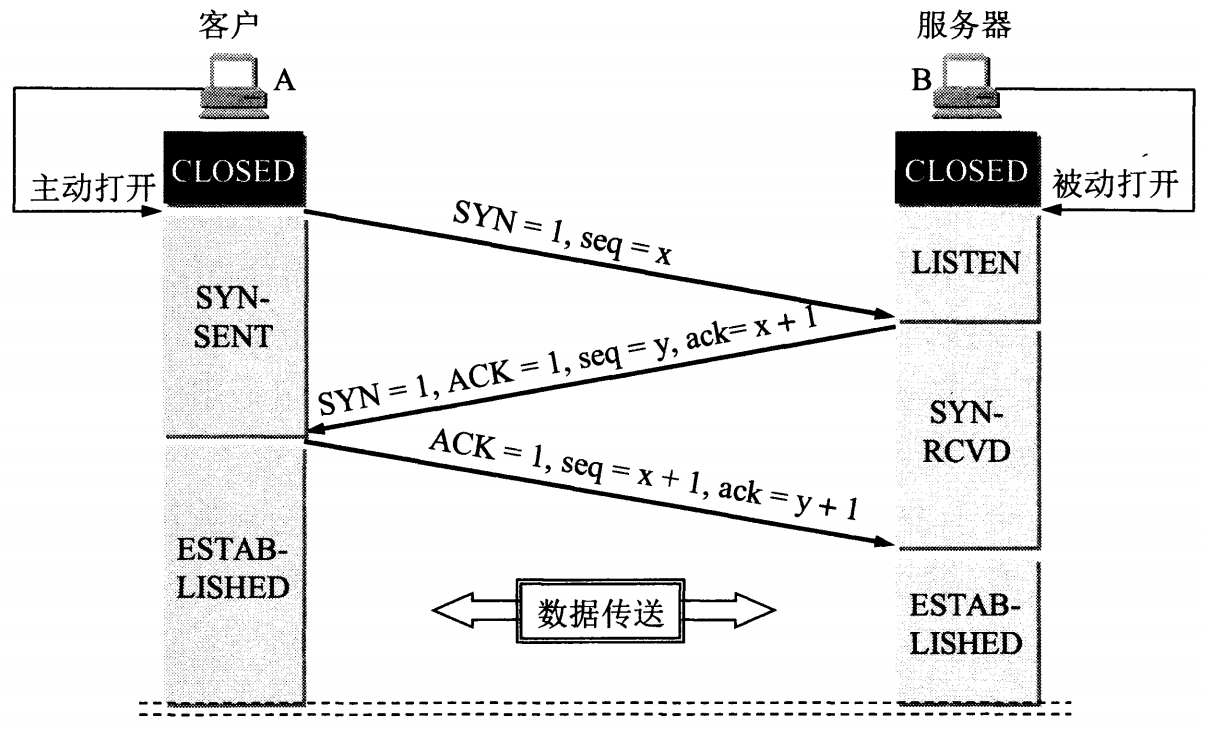 客户
服务器
A
B
CLOSED
CLOSED
主动打开
被动打开
SYN = 1, seq = x
LISTEN
SYN-
SENT
SYN = 1, ACK = 1, seq = y, ack= x + 1
SYN-
RCVD
ACK = 1, seq = x + 1, ack = y + 1
ESTAB-
LISHED
数据传送
ESTAB-
LISHED